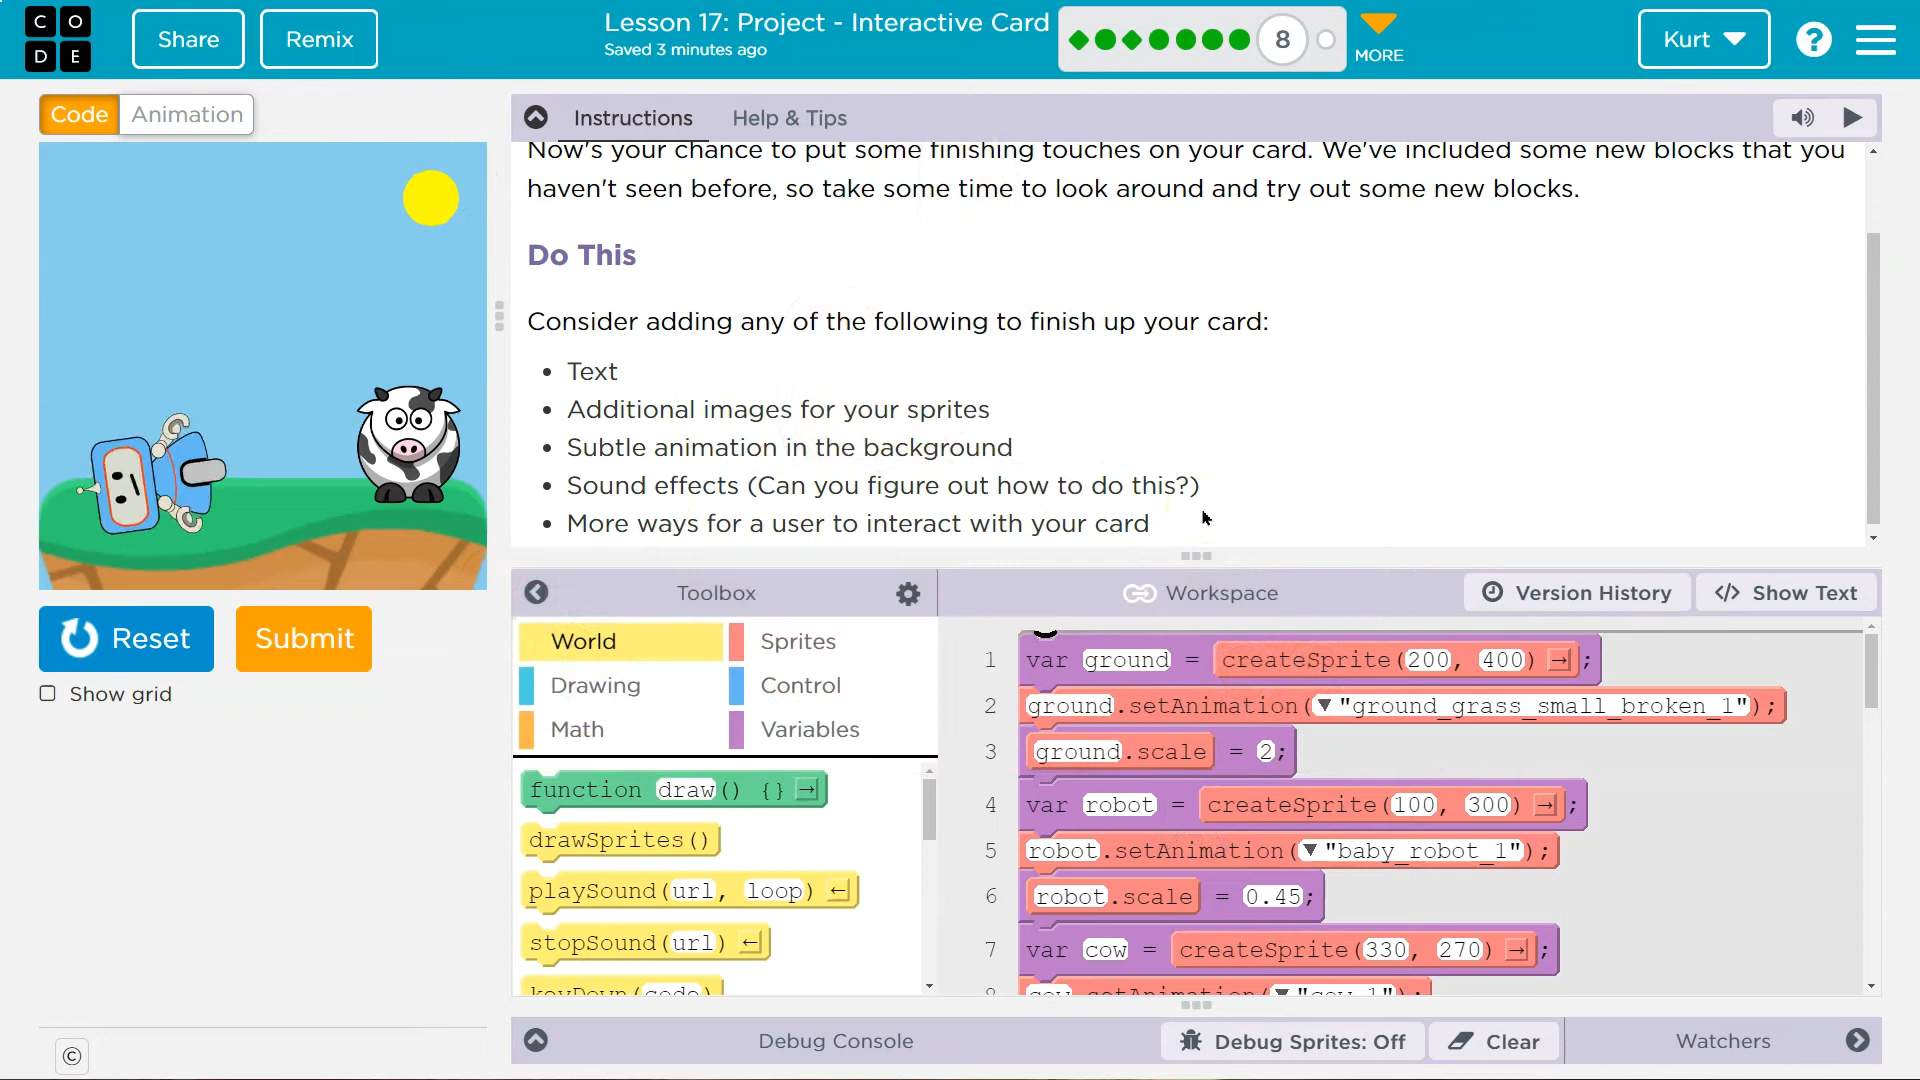 CO
DE
Share
Remix
Lesson 17: Project - Interactive Card
Saved 3 minutes ago
8
MORE
Kurt
?
Code
Animation
Instructions
Help & Tips
Now's your chance to put some finishing touches on your card. We've included some new blocks that you
haven't seen before, so take some time to look around and try out some new blocks.
Do This
Consider adding any of the following to finish up your card:
• Text
• Additional images for your sprites
• Subtle animation in the background
• Sound effects (Can you figure out how to do this?)
• More ways for a user to interact with your card
Reset
Submit
Show grid
©
Toolbox
World
Sprites
Drawing
Control
Math
Variables
function draw() {} →
drawSprites()
playSound(url, loop) ←
stopSound(url) ←
keyDown(code)
Workspace
Version History
</> Show Text
1 var ground = createSprite(200, 400) → ;
2 ground.setAnimation(▼ "ground_grass_small_broken_1");
3 ground.scale = 2;
4 var robot = createSprite(100, 300) → ;
5 robot.setAnimation(▼ "baby_robot_1");
6 robot.scale = 0.45;
7 var cow = createSprite(330, 270) → ;
8 cow.setAnimation(▼ "cow_1");
Debug Console
Debug Sprites: Off
Clear
Watchers